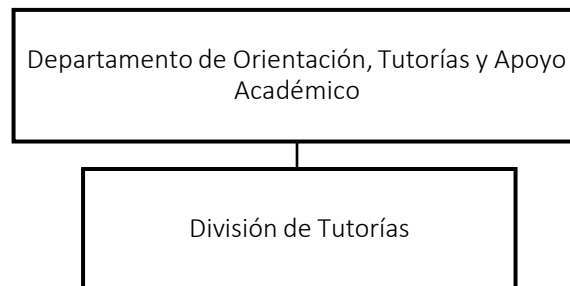 Departamento de Orientación, Tutorías y Apoyo
Académico
División de Tutorías